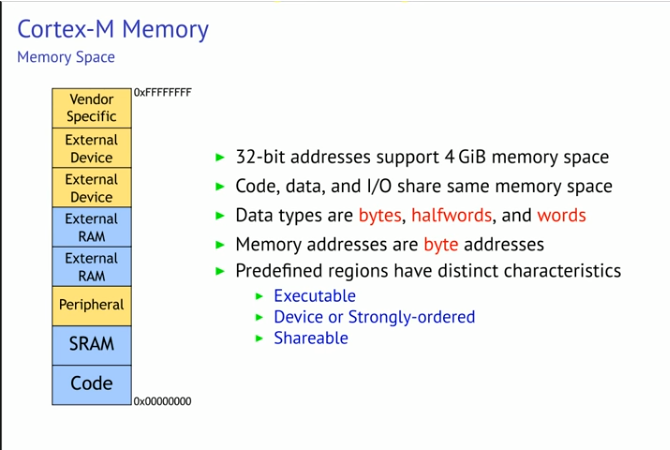 Cortex-M Memory
Memory Space
0xFFFFFFFF
Vendor
Specific
External
Device
External
Device
External
RAM
External
RAM
Peripheral
SRAM
Code
0x00000000
32-bit addresses support 4 GiB memory space
Code, data, and I/O share same memory space
Data types are bytes, halfwords, and words
Memory addresses are byte addresses
Predefined regions have distinct characteristics
Executable
Device or Strongly-ordered
Shareable